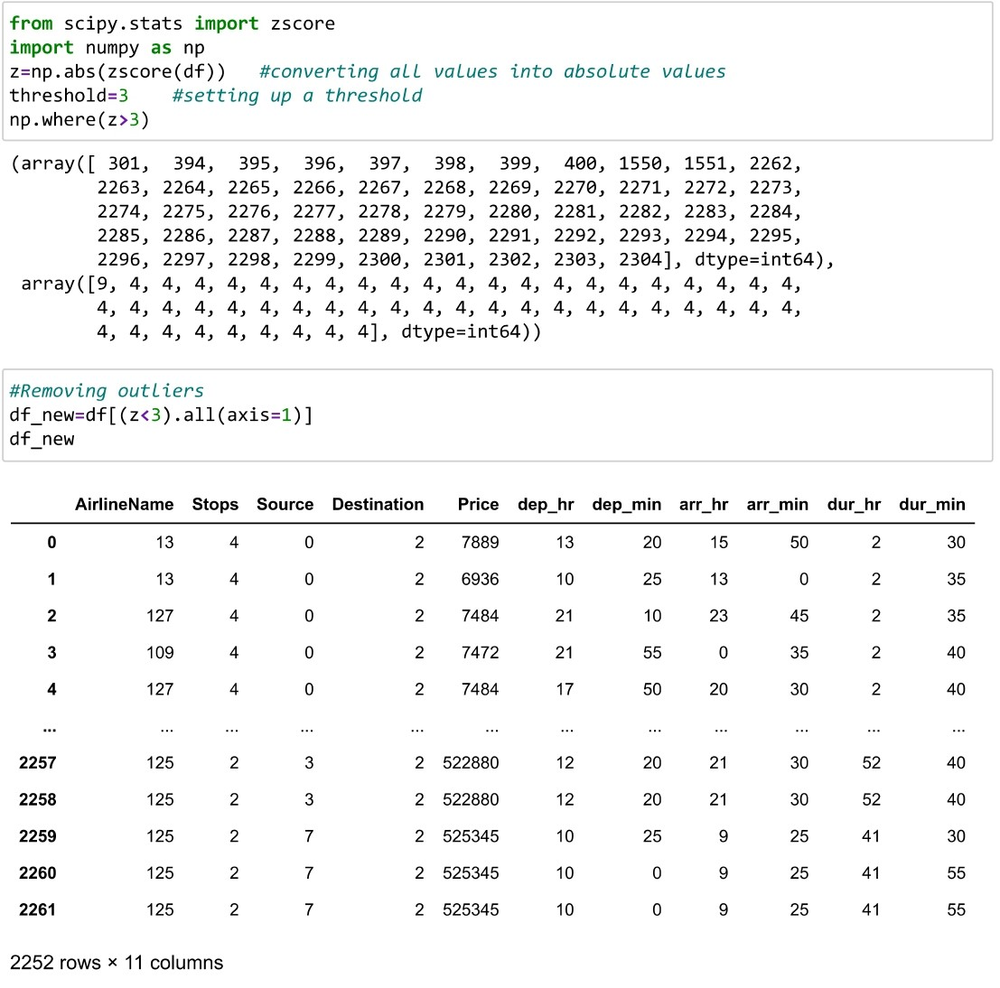 from scipy.stats import zscore
import numpy as np
z=np.abs(zscore(df))   #converting all values into absolute values
threshold=3    #setting up a threshold
np.where(z>3)
(array([ 301,  394,  395,  396,  397,  398,  399,  400, 1550, 1551, 2262,
        2263, 2264, 2265, 2266, 2267, 2268, 2269, 2270, 2271, 2272, 2273,
        2274, 2275, 2276, 2277, 2278, 2279, 2280, 2281, 2282, 2283, 2284,
        2285, 2286, 2287, 2288, 2289, 2290, 2291, 2292, 2293, 2294, 2295,
        2296, 2297, 2298, 2299, 2300, 2301, 2302, 2303, 2304], dtype=int64),
 array([9, 4, 4, 4, 4, 4, 4, 4, 4, 4, 4, 4, 4, 4, 4, 4, 4, 4, 4, 4, 4, 4,
        4, 4, 4, 4, 4, 4, 4, 4, 4, 4, 4, 4, 4, 4, 4, 4, 4, 4, 4, 4, 4, 4,
        4, 4, 4, 4, 4, 4, 4, 4, 4], dtype=int64))
#Removing outliers
df_new=df[(z<3).all(axis=1)]
df_new
AirlineName Stops Source Destination Price dep_hr dep_min arr_hr arr_min dur_hr dur_min
0 13 4 0 2 7889 13 20 15 50 2 30
1 13 4 0 2 6936 10 25 13 0 2 35
2 127 4 0 2 7484 21 10 23 45 2 35
3 109 4 0 2 7472 21 55 0 35 2 40
4 127 4 0 2 7484 17 50 20 30 2 40
... ... ... ... ... ... ... ... ... ... ... ...
2257 125 2 3 2 522880 12 20 21 30 52 40
2258 125 2 3 2 522880 12 20 21 30 52 40
2259 125 2 7 2 525345 10 25 9 25 41 30
2260 125 2 7 2 525345 10 0 9 25 41 55
2261 125 2 7 2 525345 10 0 9 25 41 55
2252 rows × 11 columns